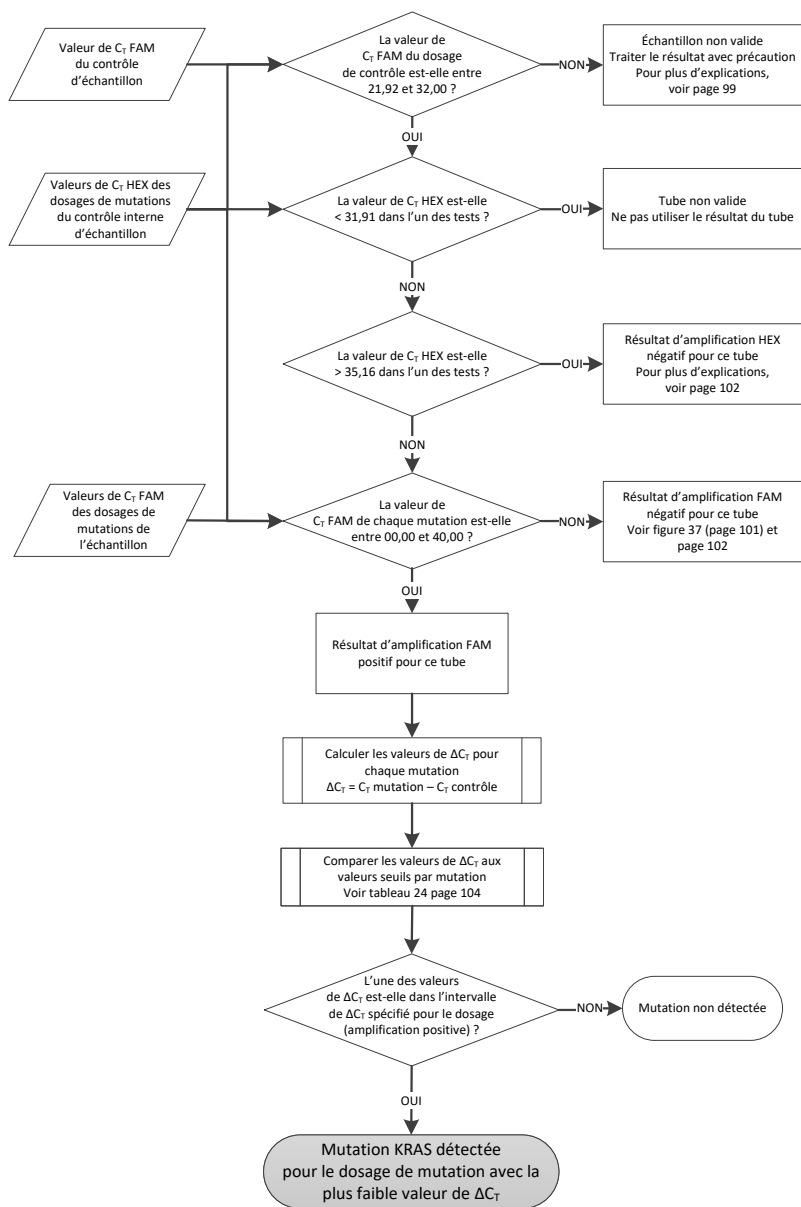 Valeur de CT FAM
du contrôle
d’échantillon
La valeur de
CT FAM du dosage
de contrôle est-elle entre
21,92 et 32,00 ?
NON
Échantillon non valide
Traiter le résultat avec précaution
Pour plus d’explications,
voir page 99
OUI
Valeurs de CT HEX des
dosages de mutations
du contrôle interne
d’échantillon
La valeur de CT HEX est-elle
< 31,91 dans l’un des tests ?
OUI
Tube non valide
Ne pas utiliser le résultat du tube
NON
La valeur de CT HEX est-elle
> 35,16 dans l’un des tests ?
OUI
Résultat d’amplification HEX
négatif pour ce tube
Pour plus d’explications,
voir page 102
NON
Valeurs de CT FAM
des dosages de
mutations de
l’échantillon
La valeur de
CT FAM de chaque mutation est-elle
entre 00,00 et 40,00 ?
NON
Résultat d’amplification FAM
négatif pour ce tube
Voir figure 37 (page 101) et
page 102
OUI
Résultat d’amplification FAM
positif pour ce tube
Calculer les valeurs de ΔCT pour
chaque mutation
ΔCT = CT mutation – CT contrôle
Comparer les valeurs de ΔCT aux
valeurs seuils par mutation
Voir tableau 24 page 104
L’une des valeurs
de ΔCT est-elle dans l’intervalle
de ΔCT spécifié pour le dosage
(amplification positive) ?
NON
Mutation non détectée
OUI
Mutation KRAS détectée
pour le dosage de mutation avec la
plus faible valeur de ΔCT